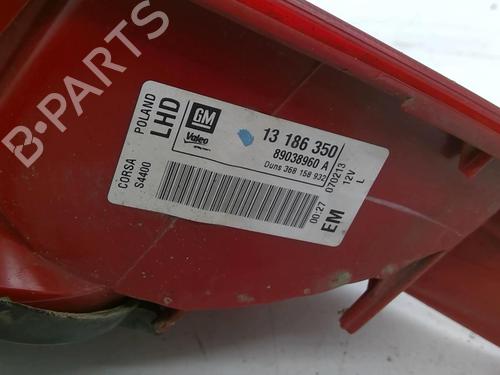 B-PARTS
CORSA POLAND
S4400 LHD
GM
Valeo
13 186 350
89038960 A
Duns 368 158 932
070213
12V
L
00:27
EM